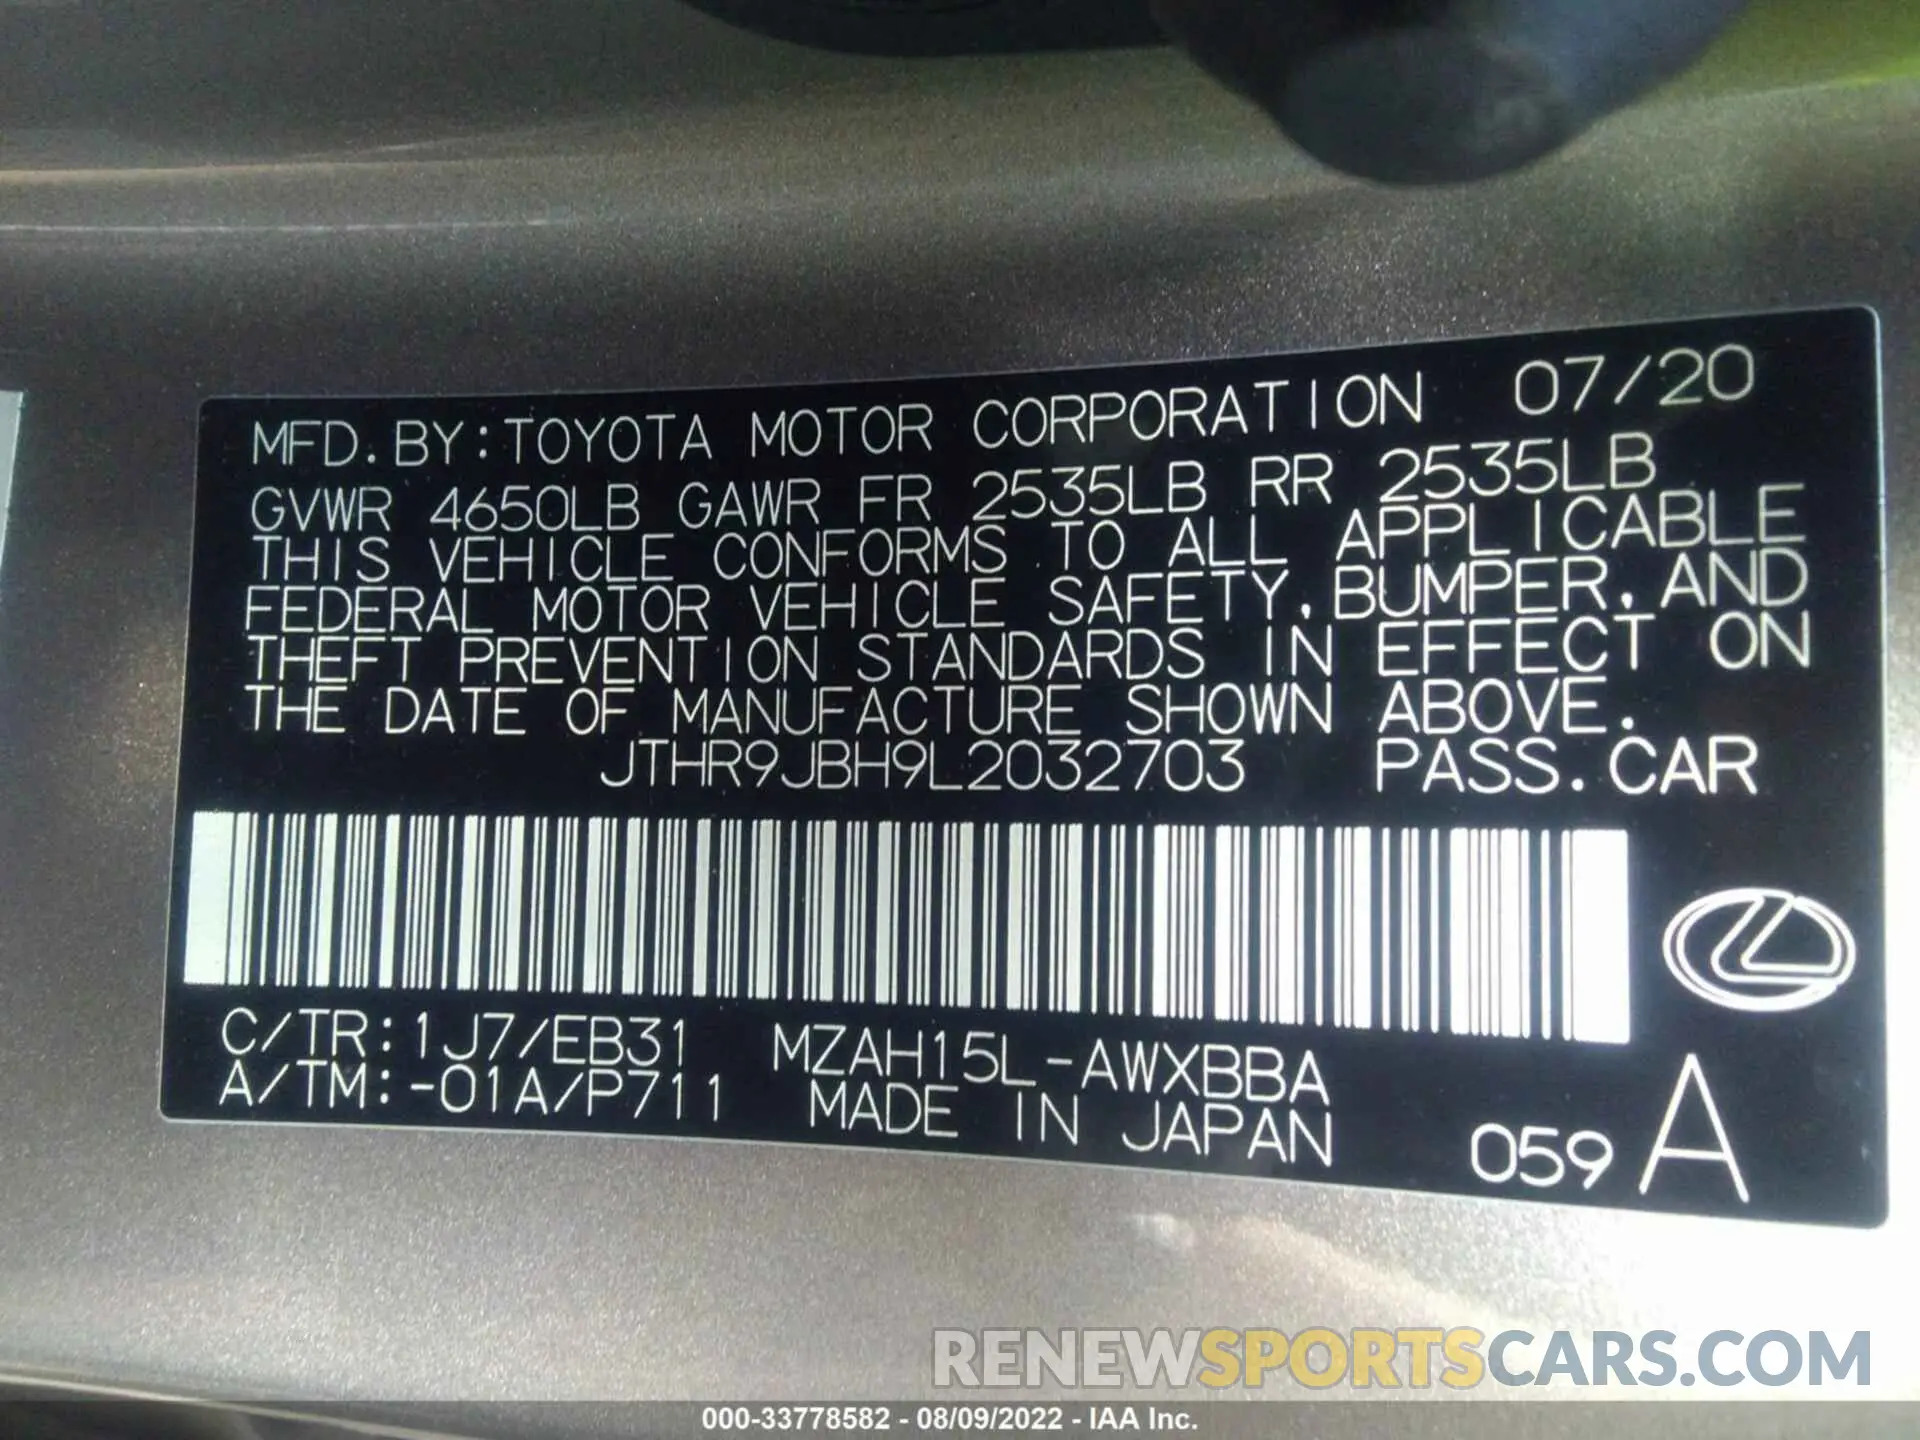 MFD. BY: TOYOTA MOTOR CORPORATION 07/20
GVWR 4650LB GAWR FR 2535LB RR 2535LB
THIS VEHICLE CONFORMS TO ALL APPLICABLE
FEDERAL MOTOR VEHICLE SAFETY, BUMPER, AND
THEFT PREVENTION STANDARDS IN EFFECT ON
THE DATE OF MANUFACTURE SHOWN ABOVE.
JTHR9JBH9L2032703 PASS. CAR
C/TR: 1J7/EB31 MZAH15L-AWXBBA
A/TM: -01A/P711 MADE IN JAPAN 059 A
RENEWSPORTSCARS.COM
000-33778582 - 08/09/2022 - IAA Inc.